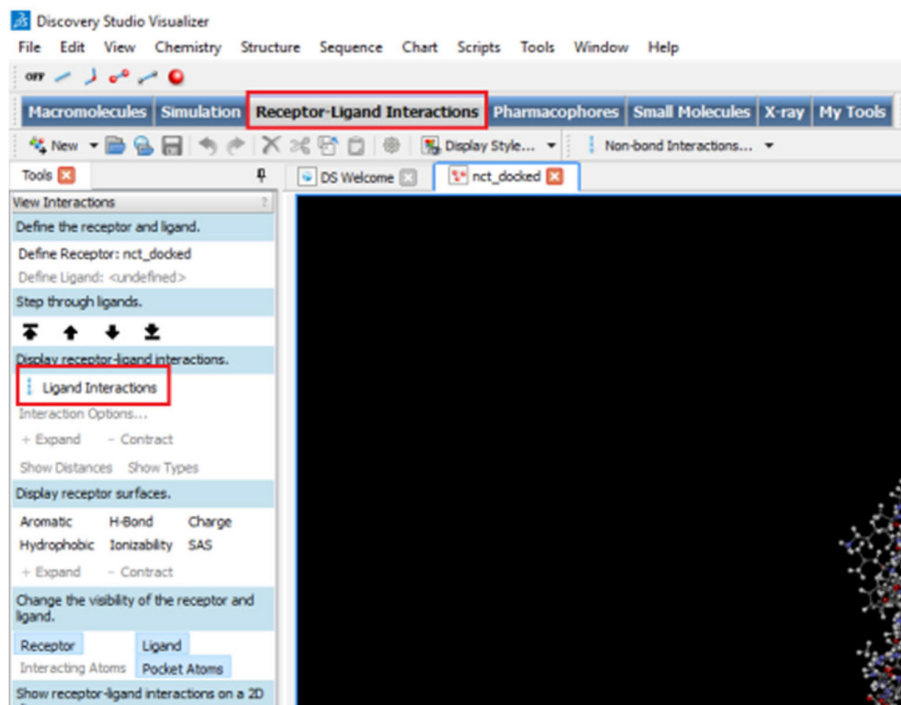 Discovery Studio Visualizer
File Edit View Chemistry Structure Sequence Chart Scripts Tools Window Help
OFF
Macromolecules Simulation Receptor-Ligand Interactions Pharmacophores Small Molecules X-ray My Tools
New Display Style... Non-bond Interactions...
Tools DS Welcome nct_docked
View Interactions ?
Define the receptor and ligand.
Define Receptor: nct_docked
Define Ligand: <undefined>
Step through ligands.
Display receptor-ligand interactions.
Ligand Interactions
Interaction Options...
+ Expand - Contract
Show Distances Show Types
Display receptor surfaces.
Aromatic H-Bond Charge
Hydrophobic Ionizability SAS
+ Expand - Contract
Change the visibility of the receptor and
ligand.
Receptor Ligand
Interacting Atoms Pocket Atoms
Show receptor-ligand interactions on a 2D